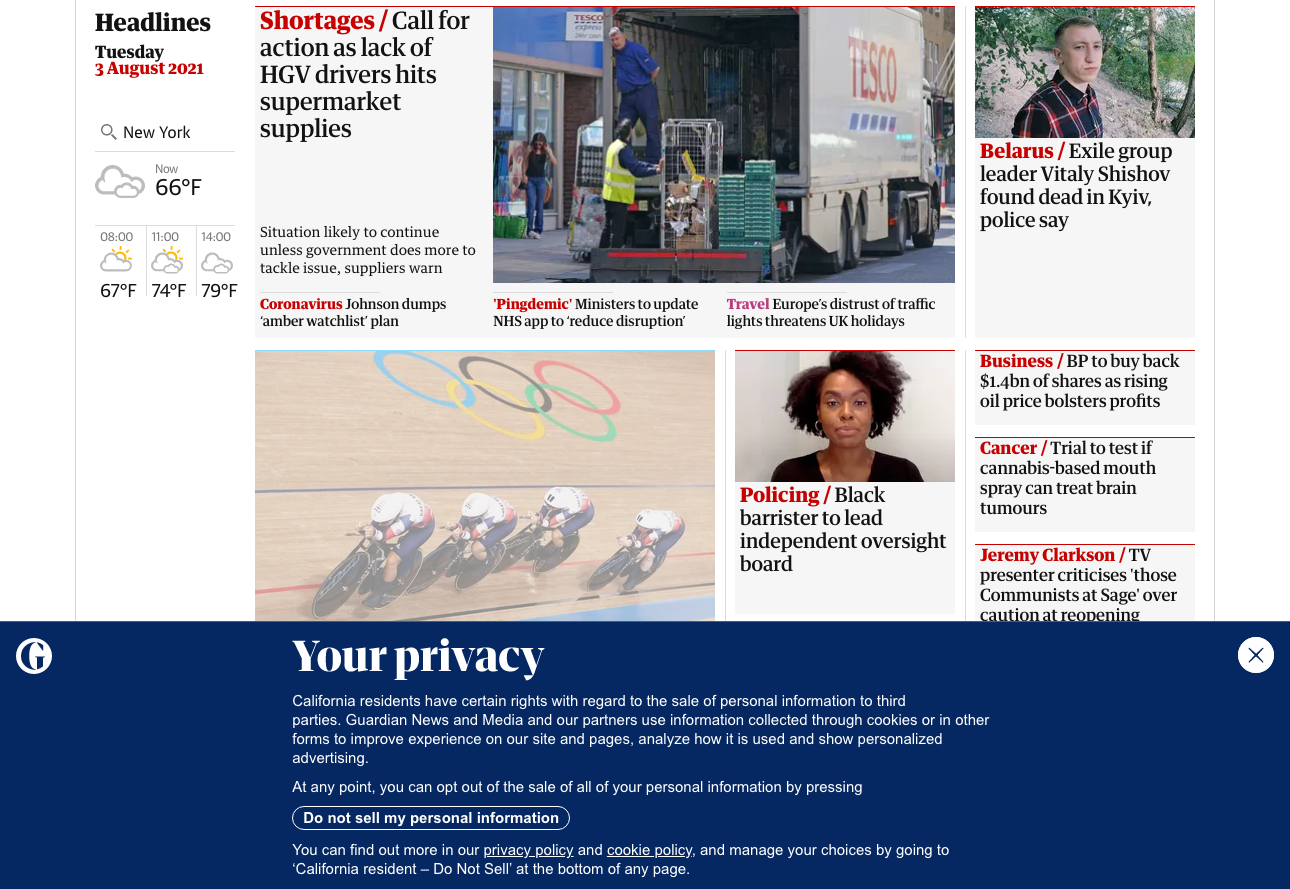 Headlines
Tuesday
3 August 2021
New York
Now
66°F
08:00
11:00
14:00
67°F
74°F
79°F
Shortages / Call for
action as lack of
HGV drivers hits
supermarket
supplies
Situation likely to continue
unless government does more to
tackle issue, suppliers warn
TESCO
express
TESCO
Coronavirus Johnson dumps
‘amber watchlist’ plan
'Pingdemic' Ministers to update
NHS app to ‘reduce disruption’
Travel Europe’s distrust of traffic
lights threatens UK holidays
Belarus / Exile group
leader Vitaly Shishov
found dead in Kyiv,
police say
Policing / Black
barrister to lead
independent oversight
board
Business / BP to buy back
$1.4bn of shares as rising
oil price bolsters profits
Cancer / Trial to test if
cannabis-based mouth
spray can treat brain
tumours
Jeremy Clarkson / TV
presenter criticises 'those
Communists at Sage' over
caution at reopening
Your privacy
California residents have certain rights with regard to the sale of personal information to third
parties. Guardian News and Media and our partners use information collected through cookies or in other
forms to improve experience on our site and pages, analyze how it is used and show personalized
advertising.
At any point, you can opt out of the sale of all of your personal information by pressing
Do not sell my personal information
You can find out more in our privacy policy and cookie policy, and manage your choices by going to
‘California resident – Do Not Sell’ at the bottom of any page.